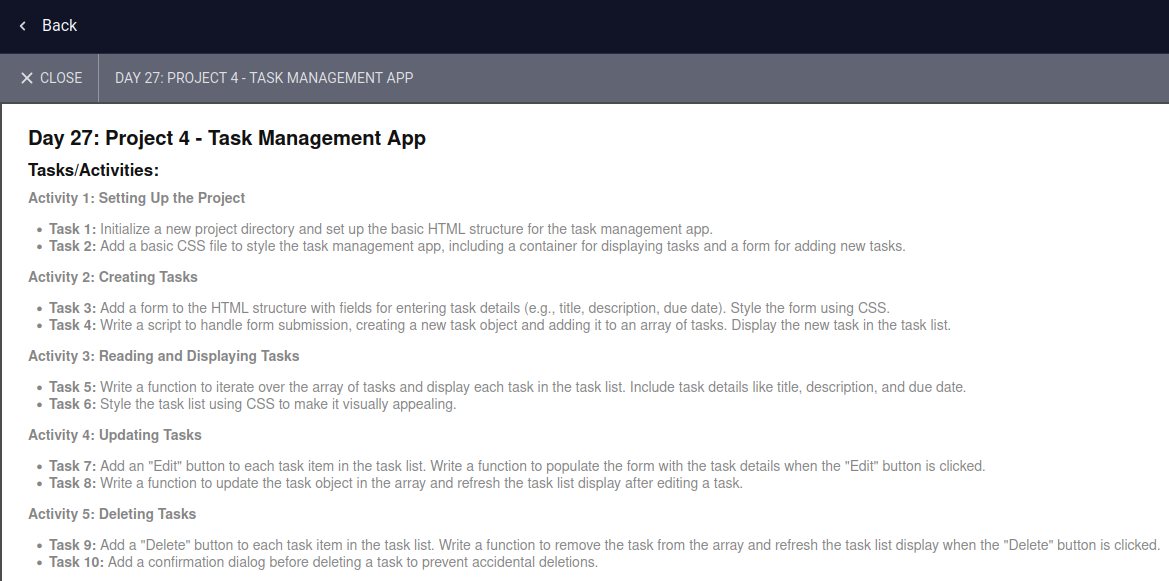 Back
CLOSE
DAY 27: PROJECT 4 - TASK MANAGEMENT APP
Day 27: Project 4 - Task Management App
Tasks/Activities:
Activity 1: Setting Up the Project
Task 1: Initialize a new project directory and set up the basic HTML structure for the task management app.
Task 2: Add a basic CSS file to style the task management app, including a container for displaying tasks and a form for adding new tasks.
Activity 2: Creating Tasks
Task 3: Add a form to the HTML structure with fields for entering task details (e.g., title, description, due date). Style the form using CSS.
Task 4: Write a script to handle form submission, creating a new task object and adding it to an array of tasks. Display the new task in the task list.
Activity 3: Reading and Displaying Tasks
Task 5: Write a function to iterate over the array of tasks and display each task in the task list. Include task details like title, description, and due date.
Task 6: Style the task list using CSS to make it visually appealing.
Activity 4: Updating Tasks
Task 7: Add an "Edit" button to each task item in the task list. Write a function to populate the form with the task details when the "Edit" button is clicked.
Task 8: Write a function to update the task object in the array and refresh the task list display after editing a task.
Activity 5: Deleting Tasks
Task 9: Add a "Delete" button to each task item in the task list. Write a function to remove the task from the array and refresh the task list display when the "Delete" button is clicked.
Task 10: Add a confirmation dialog before deleting a task to prevent accidental deletions.